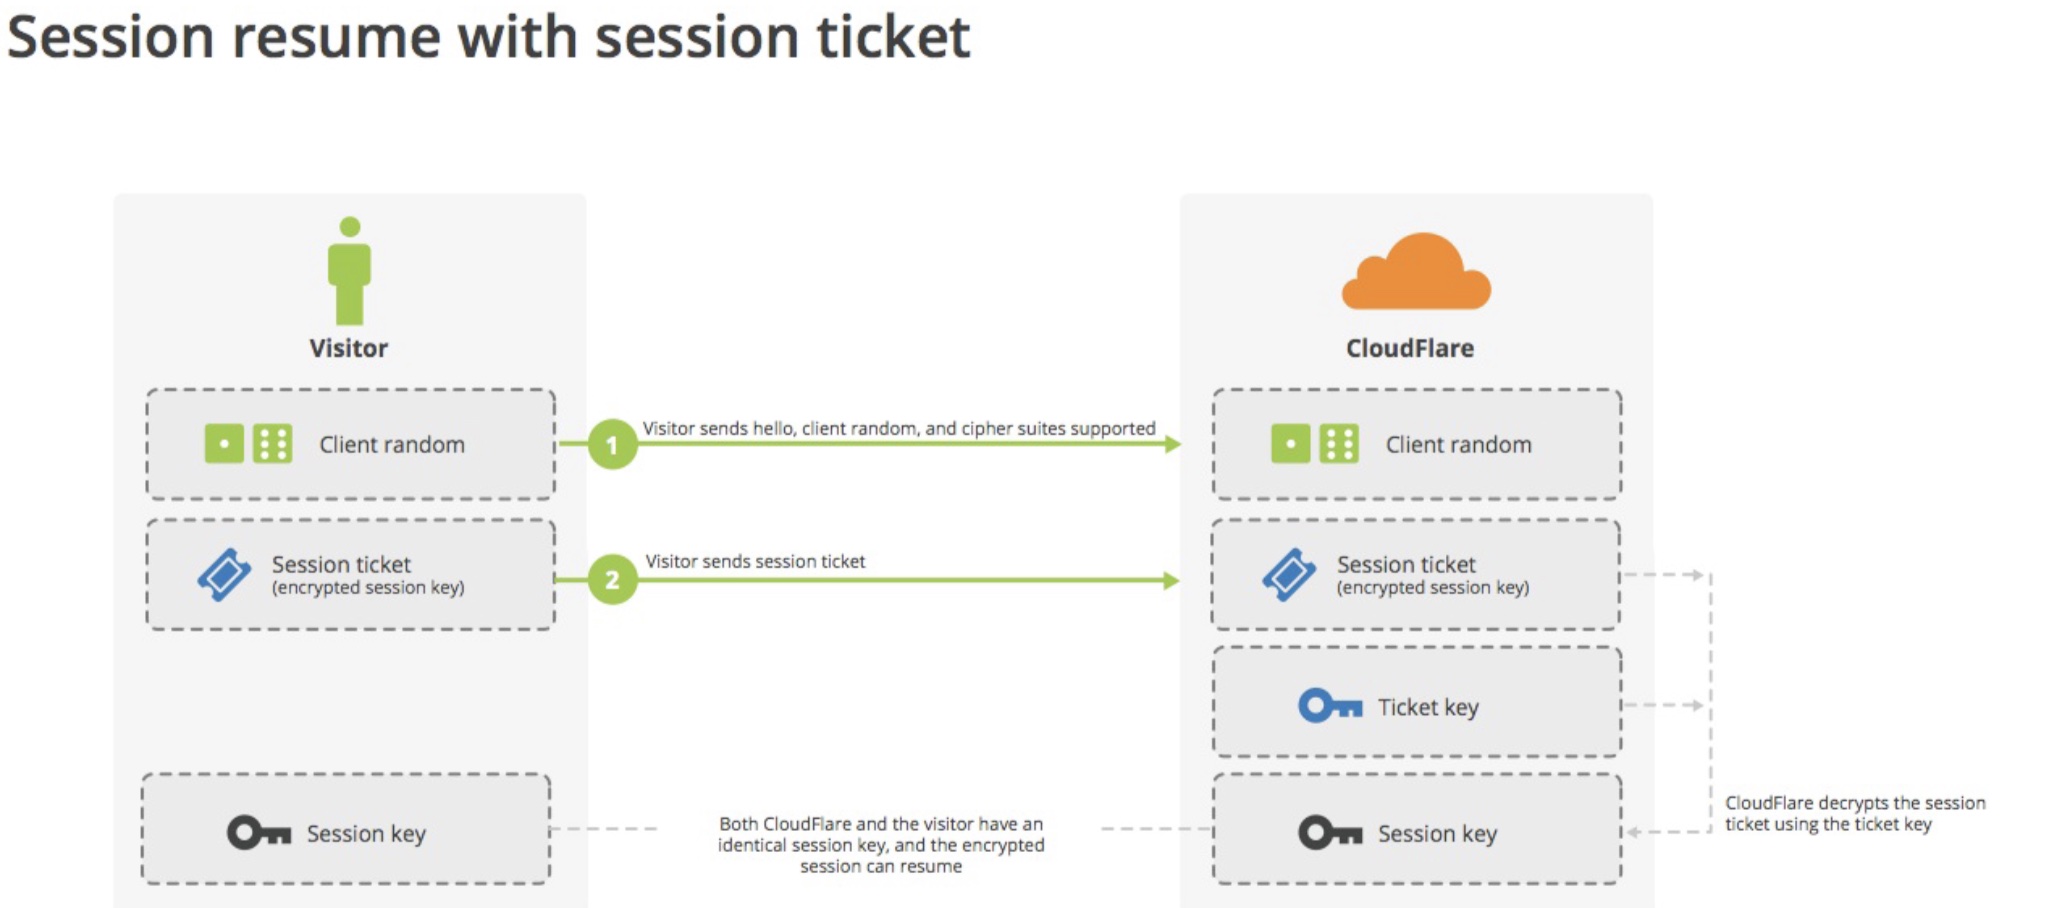 Session resume with session ticket
Visitor
CloudFlare
Client random
1
Visitor sends hello, client random, and cipher suites supported
Client random
Session ticket
(encrypted session key)
2
Visitor sends session ticket
Session ticket
(encrypted session key)
Ticket key
Session key
Both CloudFlare and the visitor have an
identical session key, and the encrypted
session can resume
Session key
CloudFlare decrypts the session
ticket using the ticket key